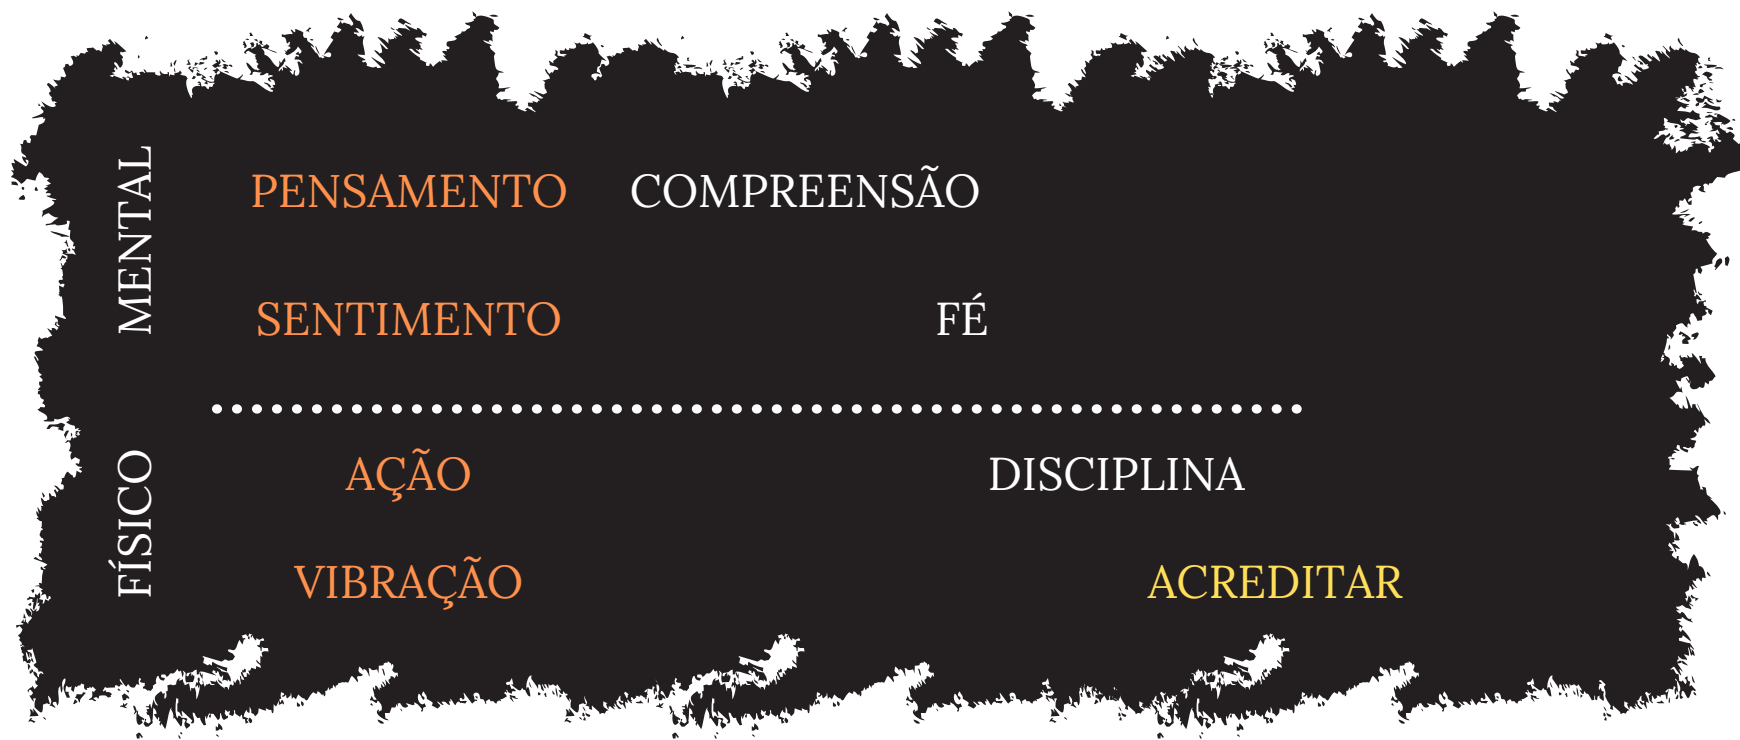 MENTAL
PENSAMENTO COMPREENSÃO
SENTIMENTO FÉ
FÍSICO
AÇÃO DISCIPLINA
VIBRAÇÃO ACREDITAR